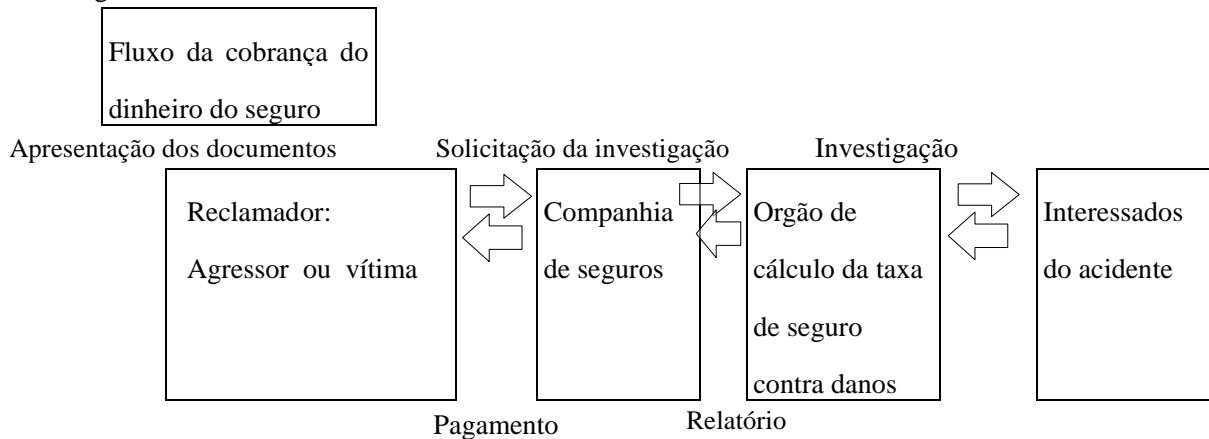 Fluxo da cobrança do
dinheiro do seguro
Apresentação dos documentos
Solicitação da investigação
Investigação
Reclamador:
Agressor ou vítima
Companhia
de seguros
Orgão de
cálculo da taxa
de seguro
contra danos
Interessados
do acidente
Pagamento
Relatório